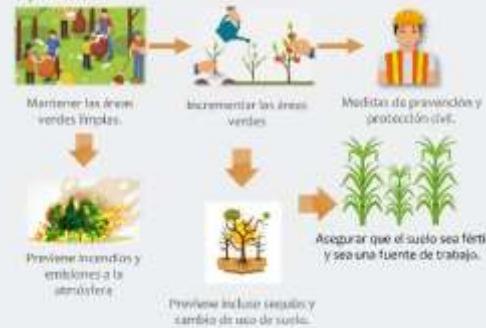 Mantener las áreas
verdes limpias.
Incrementar las áreas
verdes
Medidas de prevención y
protección civil.
Previene incendios y
emisiones a la
atmósfera
Previene incluso sequías y
cambio de uso de suelo.
Asegurar que el suelo sea férti
y sea una fuente de trabajo.